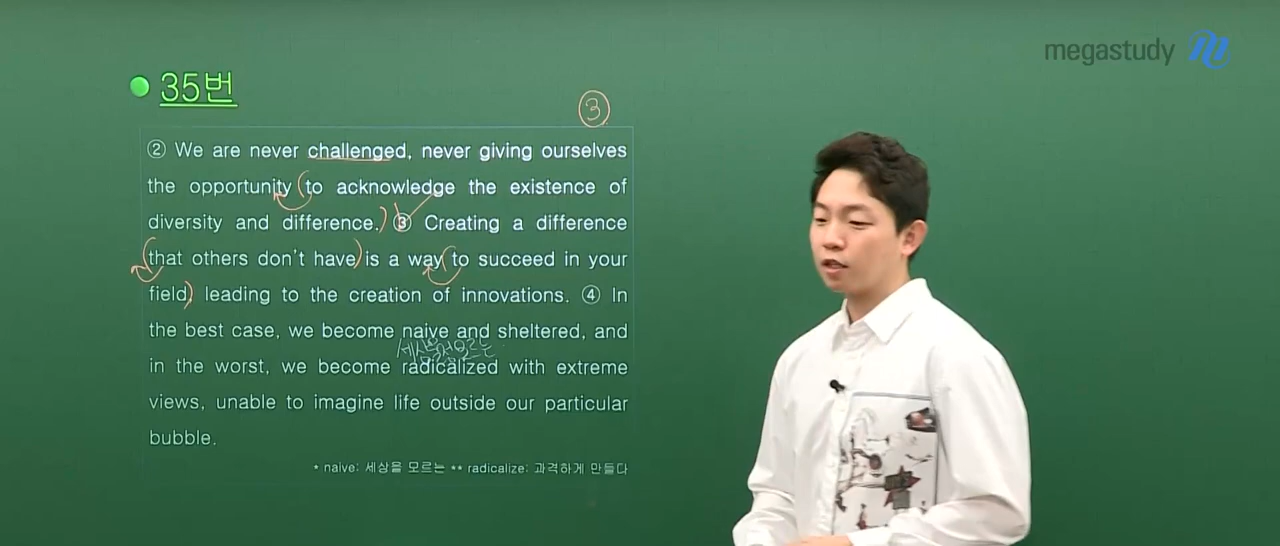 megastudy
35번
③
② We are never challenged, never giving ourselves
the opportunity to acknowledge the existence of
diversity and difference. ③ Creating a difference
that others don't have is a way to succeed in your
field, leading to the creation of innovations. ④ In
the best case, we become naive and sheltered, and
in the worst, we become radicalized with extreme
views, unable to imagine life outside our particular
bubble.
* naive: 세상을 모르는 ** radicalize: 과격하게 만들다